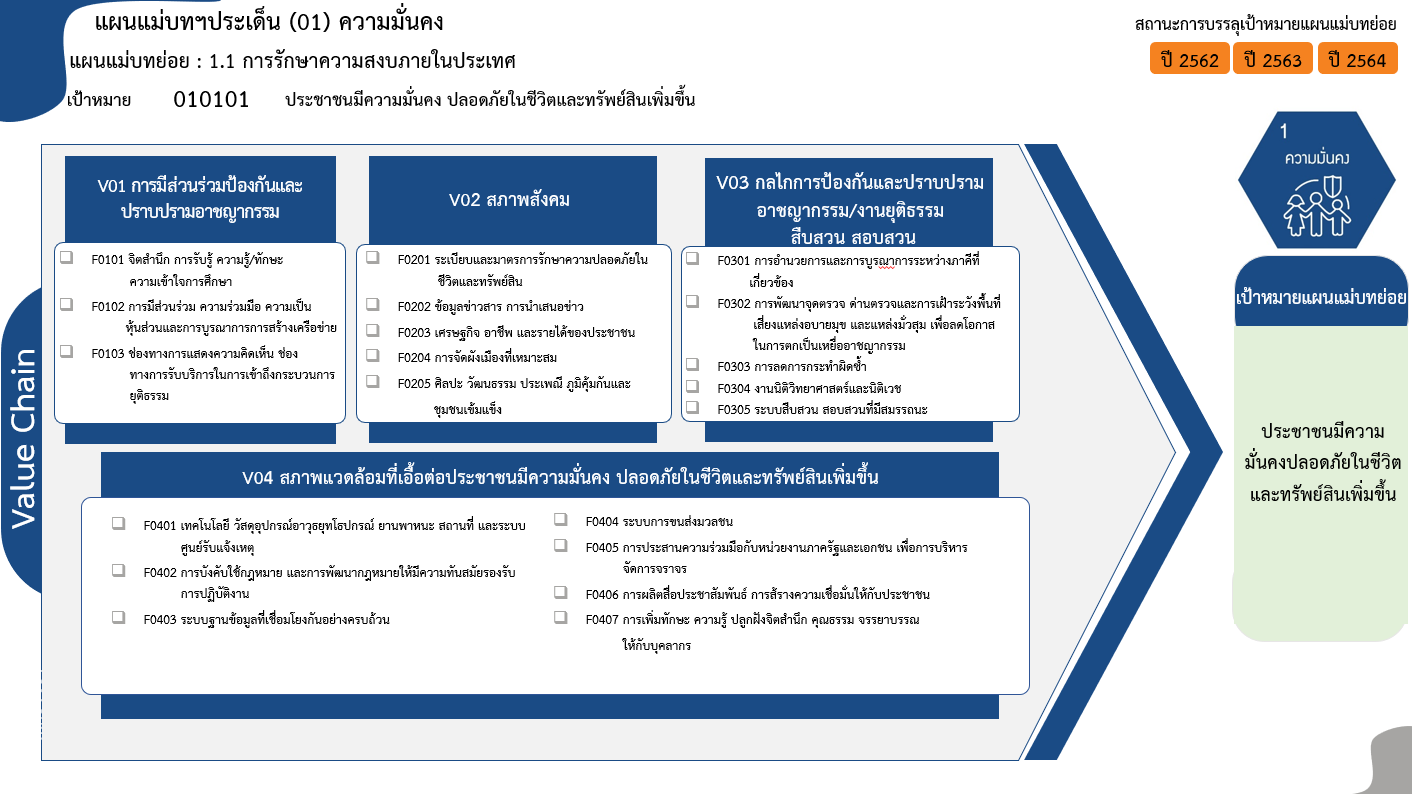 แผนแม่บทฯประเด็น (01) ความมั่นคง
แผนแม่บทย่อย : 1.1 การรักษาความสงบภายในประเทศ
เป้าหมาย 010101 ประชาชนมีความมั่นคง ปลอดภัยในชีวิตและทรัพย์สินเพิ่มขึ้น
สถานะการบรรลุเป้าหมายแผนแม่บทย่อย
ปี 2562 ปี 2563 ปี 2564
Value Chain
V01 การมีส่วนร่วมป้องกันและ
ปราบปรามอาชญากรรม
F0101 จิตสำนึก การรับรู้ ความรู้/ทักษะ
ความเข้าใจการศึกษา
F0102 การมีส่วนร่วม ความร่วมมือ ความเป็น
หุ้นส่วนและการบูรณาการการสร้างเครือข่าย
F0103 ช่องทางการแสดงความคิดเห็น ช่อง
ทางการรับบริการในการเข้าถึงกระบวนการ
ยุติธรรม
V02 สภาพสังคม
F0201 ระเบียบและมาตรการรักษาความปลอดภัยใน
ชีวิตและทรัพย์สิน
F0202 ข้อมูลข่าวสาร การนำเสนอข่าว
F0203 เศรษฐกิจ อาชีพ และรายได้ของประชาชน
F0204 การจัดผังเมืองที่เหมาะสม
F0205 ศิลปะ วัฒนธรรม ประเพณี ภูมิคุ้มกันและ
ชุมชนเข้มแข็ง
V03 กลไกการป้องกันและปราบปราม
อาชญากรรม/งานยุติธรรม
สืบสวน สอบสวน
F0301 การอำนวยการและการบูรณาการระหว่างภาคีที่
เกี่ยวข้อง
F0302 การพัฒนาจุดตรวจ ด่านตรวจและการเฝ้าระวังพื้นที่
เสี่ยงแหล่งอบายมุข และแหล่งมั่วสุม เพื่อลดโอกาส
ในการตกเป็นเหยื่ออาชญากรรม
F0303 การลดการกระทำผิดซ้ำ
F0304 งานนิติวิทยาศาสตร์และนิติเวช
F0305 ระบบสืบสวน สอบสวนที่มีสมรรถนะ
V04 สภาพแวดล้อมที่เอื้อต่อประชาชนมีความมั่นคง ปลอดภัยในชีวิตและทรัพย์สินเพิ่มขึ้น
F0401 เทคโนโลยี วัสดุอุปกรณ์อาวุธยุทโธปกรณ์ ยานพาหนะ สถานที่ และระบบ
ศูนย์รับแจ้งเหตุ
F0402 การบังคับใช้กฎหมาย และการพัฒนากฎหมายให้มีความทันสมัยรองรับ
การปฏิบัติงาน
F0403 ระบบฐานข้อมูลที่เชื่อมโยงกันอย่างครบถ้วน
F0404 ระบบการขนส่งมวลชน
F0405 การประสานความร่วมมือกับหน่วยงานภาครัฐและเอกชน เพื่อการบริหาร
จัดการจราจร
F0406 การผลิตสื่อประชาสัมพันธ์ การสร้างความเชื่อมั่นให้กับประชาชน
F0407 การเพิ่มทักษะ ความรู้ ปลูกฝังจิตสำนึก คุณธรรม จรรยาบรรณ
ให้กับบุคลากร
1
ความมั่นคง
เป้าหมายแผนแม่บทย่อย
ประชาชนมีความ
มั่นคงปลอดภัยในชีวิต
และทรัพย์สินเพิ่มขึ้น